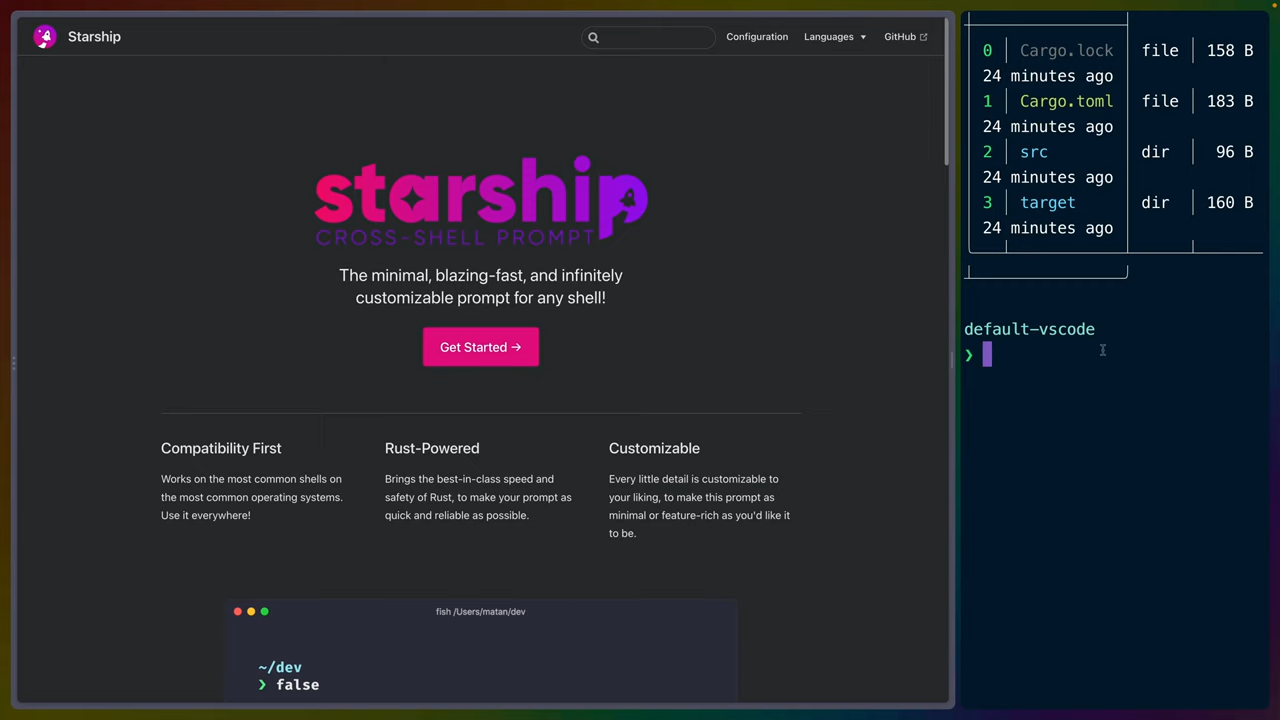 Starship
Configuration
Languages
GitHub
starship
CROSS-SHELL PROMPT
The minimal, blazing-fast, and infinitely
customizable prompt for any shell!
Get Started →
Compatibility First
Works on the most common shells on
the most common operating systems.
Use it everywhere!
Rust-Powered
Brings the best-in-class speed and
safety of Rust, to make your prompt as
quick and reliable as possible.
Customizable
Every little detail is customizable to
your liking, to make this prompt as
minimal or feature-rich as you'd like it
to be.
fish /Users/matan/dev
~/dev
❯ false
0 Cargo.lock file 158 B
24 minutes ago
1 Cargo.toml file 183 B
24 minutes ago
2 src dir 96 B
24 minutes ago
3 target dir 160 B
24 minutes ago
default-vscode
❯